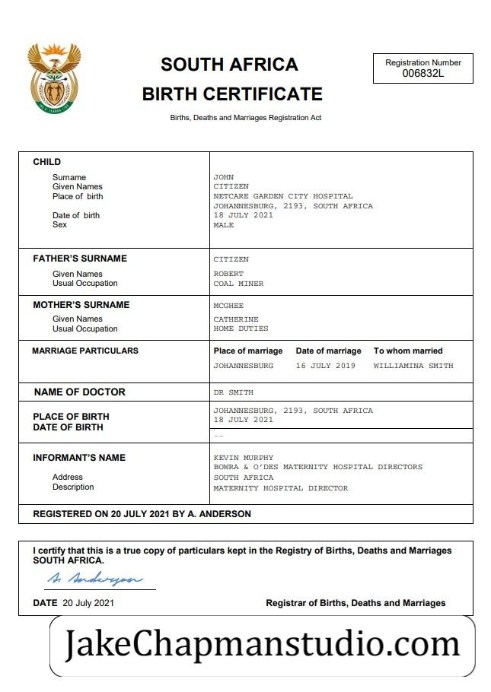 SOUTH AFRICA
BIRTH CERTIFICATE
Births, Deaths and Marriages Registration Act
Registration Number
006832L
CHILD
Surname JOHN
Given Names CITIZEN
Place of birth NETCARE GARDEN CITY HOSPITAL
JOHANNESBURG, 2193, SOUTH AFRICA
Date of birth 18 JULY 2021
Sex MALE
FATHER'S SURNAME CITIZEN
Given Names ROBERT
Usual Occupation COAL MINER
MOTHER'S SURNAME MCGHEE
Given Names CATHERINE
Usual Occupation HOME DUTIES
MARRIAGE PARTICULARS Place of marriage Date of marriage To whom married
JOHANNESBURG 16 JULY 2019 WILLIAMINA SMITH
NAME OF DOCTOR DR SMITH
PLACE OF BIRTH JOHANNESBURG, 2193, SOUTH AFRICA
DATE OF BIRTH 18 JULY 2021
--
INFORMANT'S NAME KEVIN MURPHY
BOWRA & O'DES MATERNITY HOSPITAL DIRECTORS
Address SOUTH AFRICA
Description MATERNITY HOSPITAL DIRECTOR
REGISTERED ON 20 JULY 2021 BY A. ANDERSON
I certify that this is a true copy of particulars kept in the Registry of Births, Deaths and Marriages
SOUTH AFRICA.
A. Anderson
DATE 20 July 2021 Registrar of Births, Deaths and Marriages
JakeChapmanstudio.com